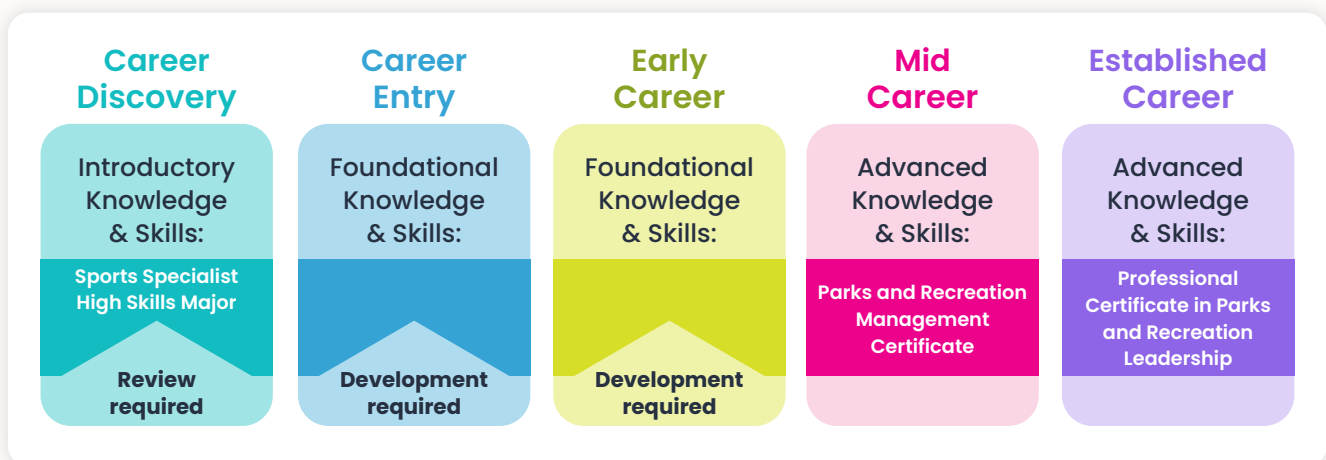 Career
Discovery
Introductory
Knowledge
& Skills:
Sports Specialist
High Skills Major
Review
required
Career
Entry
Foundational
Knowledge
& Skills:
Development
required
Early
Career
Foundational
Knowledge
& Skills:
Development
required
Mid
Career
Advanced
Knowledge
& Skills:
Parks and Recreation
Management
Certificate
Established
Career
Advanced
Knowledge
& Skills:
Professional
Certificate in Parks
and Recreation
Leadership